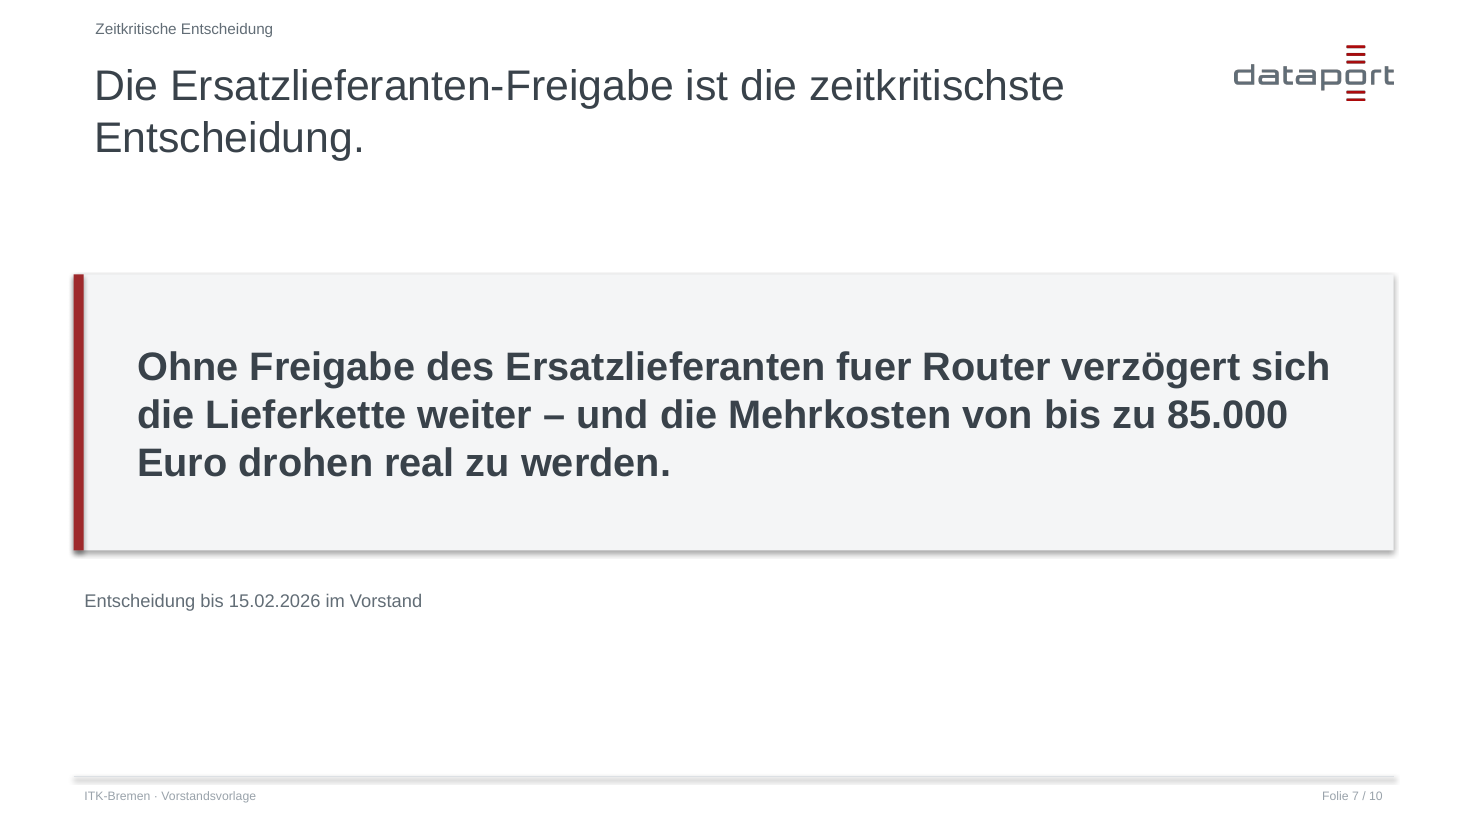 Zeitkritische Entscheidung
Die Ersatzlieferanten-Freigabe ist die zeitkritischste
Entscheidung.
dataport
Ohne Freigabe des Ersatzlieferanten fuer Router verzögert sich
die Lieferkette weiter – und die Mehrkosten von bis zu 85.000
Euro drohen real zu werden.
Entscheidung bis 15.02.2026 im Vorstand
ITK-Bremen · Vorstandsvorlage
Folie 7 / 10